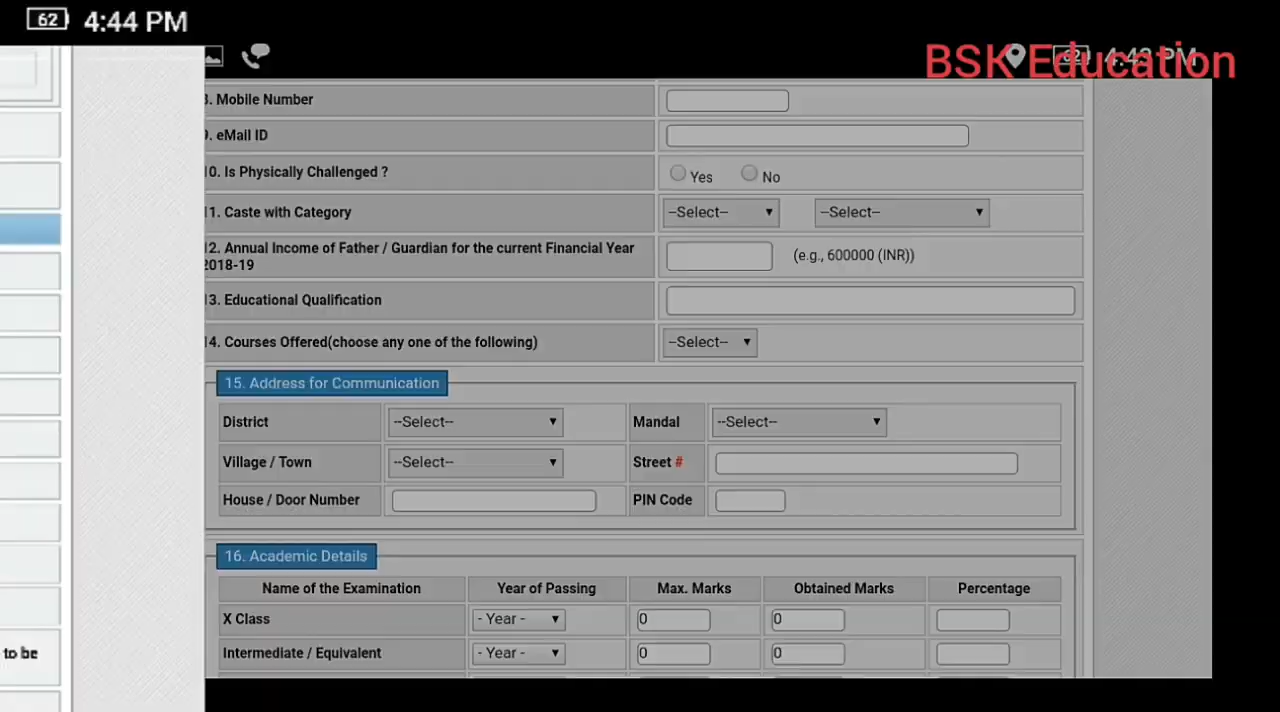 62 4:44 PM
BSK Education
62 4:43 PM
8. Mobile Number
9. eMail ID
10. Is Physically Challenged ?
Yes No
11. Caste with Category
--Select-- --Select--
12. Annual Income of Father / Guardian for the current Financial Year
2018-19
(e.g., 600000 (INR))
13. Educational Qualification
14. Courses Offered(choose any one of the following)
--Select--
15. Address for Communication
District --Select-- Mandal --Select--
Village / Town --Select-- Street #
House / Door Number PIN Code
16. Academic Details
Name of the Examination Year of Passing Max. Marks Obtained Marks Percentage
X Class - Year - 0 0
Intermediate / Equivalent - Year - 0 0
to be